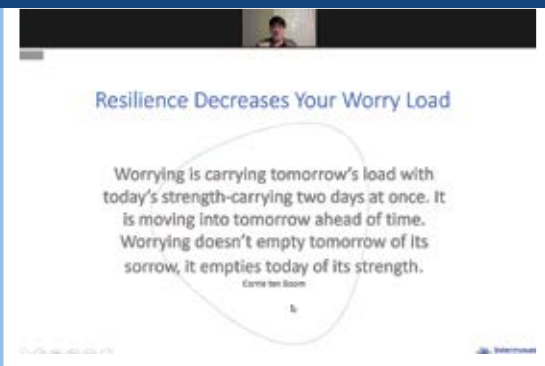 Resilience Decreases Your Worry Load
Worrying is carrying tomorrow's load with
today's strength-carrying two days at once. It
is moving into tomorrow ahead of time.
Worrying doesn't empty tomorrow of its
sorrow, it empties today of its strength.
Corrie ten Boom